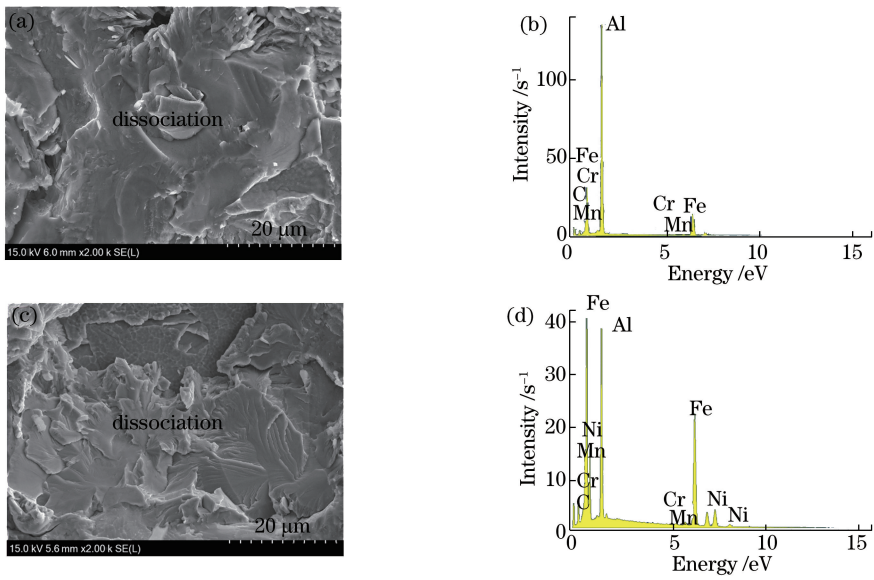 (a)
dissociation
20 μm
15.0 kV 6.0 mm x2.00 k SE(L)
(b)
Intensity /s⁻¹
100
50
0
Al
Fe
Cr
C
Mn
Cr Fe
Mn
0 5 10 15
Energy /eV
(c)
dissociation
20 μm
15.0 kV 5.6 mm x2.00 k SE(L)
(d)
Intensity /s⁻¹
40
30
20
10
0
Fe
Al
Ni
Mn
Cr
C
Fe
Cr Ni
Mn Ni
0 5 10 15
Energy /eV